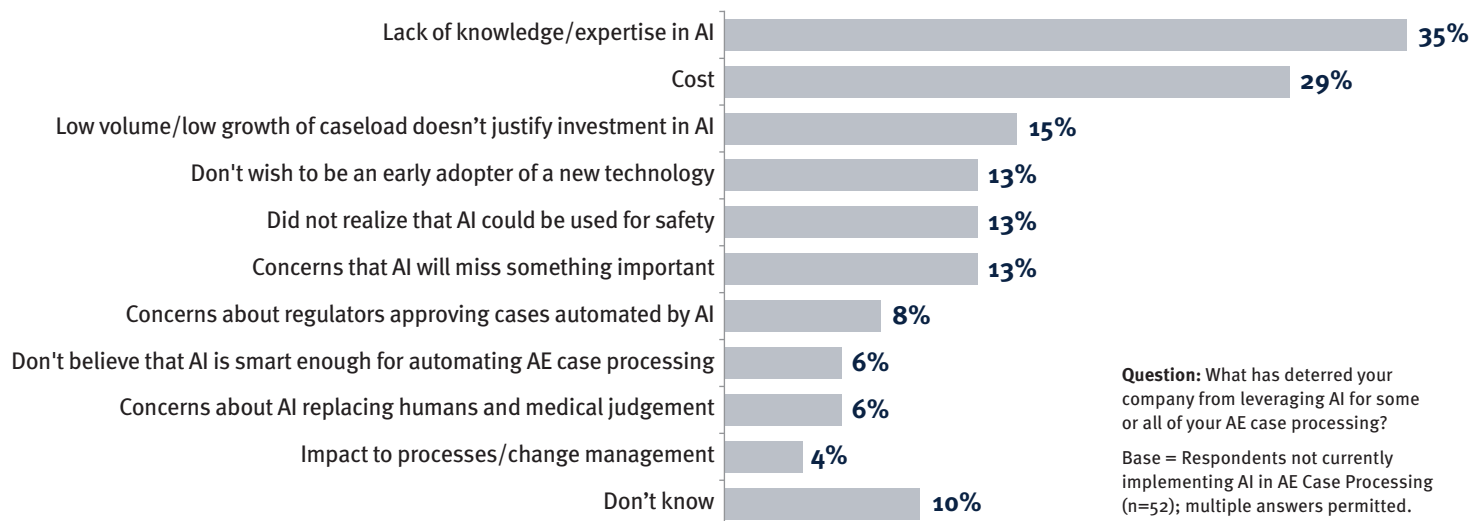 Lack of knowledge/expertise in AI 35%
Cost 29%
Low volume/low growth of caseload doesn’t justify investment in AI 15%
Don't wish to be an early adopter of a new technology 13%
Did not realize that AI could be used for safety 13%
Concerns that AI will miss something important 13%
Concerns about regulators approving cases automated by AI 8%
Don't believe that AI is smart enough for automating AE case processing 6%
Concerns about AI replacing humans and medical judgement 6%
Impact to processes/change management 4%
Don’t know 10%
Question: What has deterred your
company from leveraging AI for some
or all of your AE case processing?
Base = Respondents not currently
implementing AI in AE Case Processing
(n=52); multiple answers permitted.